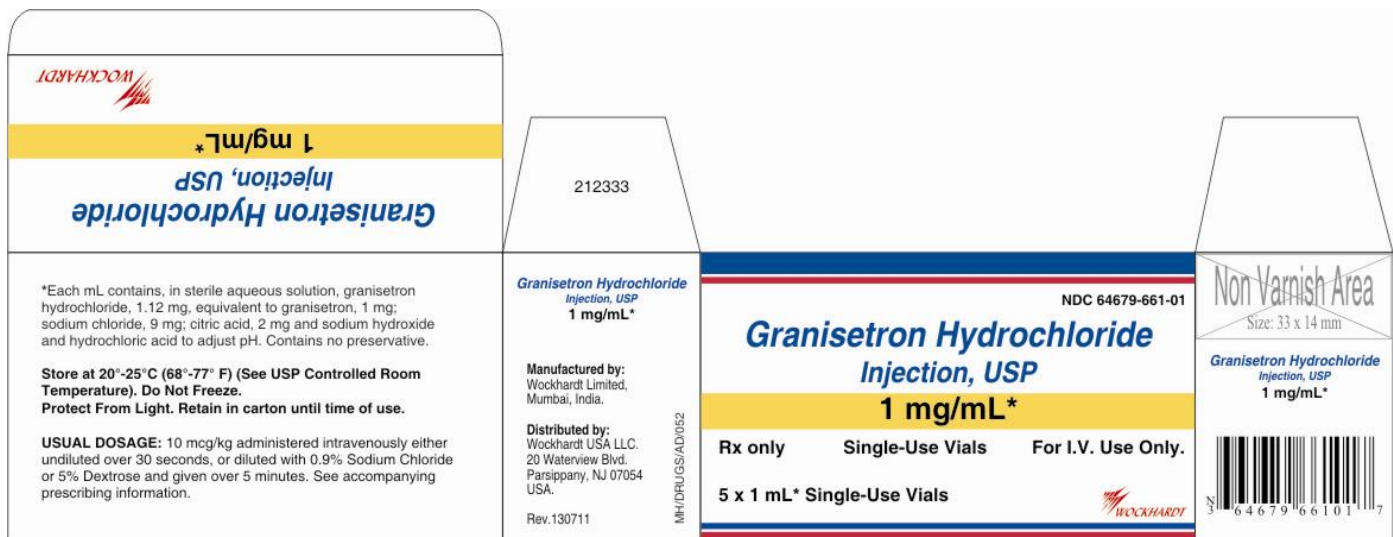 WOCKHARDT
1 mg/mL*
Injection, USP
Granisetron Hydrochloride
*Each mL contains, in sterile aqueous solution, granisetron
hydrochloride, 1.12 mg, equivalent to granisetron, 1 mg;
sodium chloride, 9 mg; citric acid, 2 mg and sodium hydroxide
and hydrochloric acid to adjust pH. Contains no preservative.
Store at 20°-25°C (68°-77° F) (See USP Controlled Room
Temperature). Do Not Freeze.
Protect From Light. Retain in carton until time of use.
USUAL DOSAGE: 10 mcg/kg administered intravenously either
undiluted over 30 seconds, or diluted with 0.9% Sodium Chloride
or 5% Dextrose and given over 5 minutes. See accompanying
prescribing information.
212333
Granisetron Hydrochloride
Injection, USP
1 mg/mL*
Manufactured by:
Wockhardt Limited,
Mumbai, India.
Distributed by:
Wockhardt USA LLC.
20 Waterview Blvd.
Parsippany, NJ 07054
USA.
Rev.130711
MH/DRUGS/AD/052
NDC 64679-661-01
Granisetron Hydrochloride
Injection, USP
1 mg/mL*
Rx only Single-Use Vials For I.V. Use Only.
5 x 1 mL* Single-Use Vials
WOCKHARDT
Non Varnish Area
Size: 33 x 14 mm
Granisetron Hydrochloride
Injection, USP
1 mg/mL*
N
3 64679 66101 7